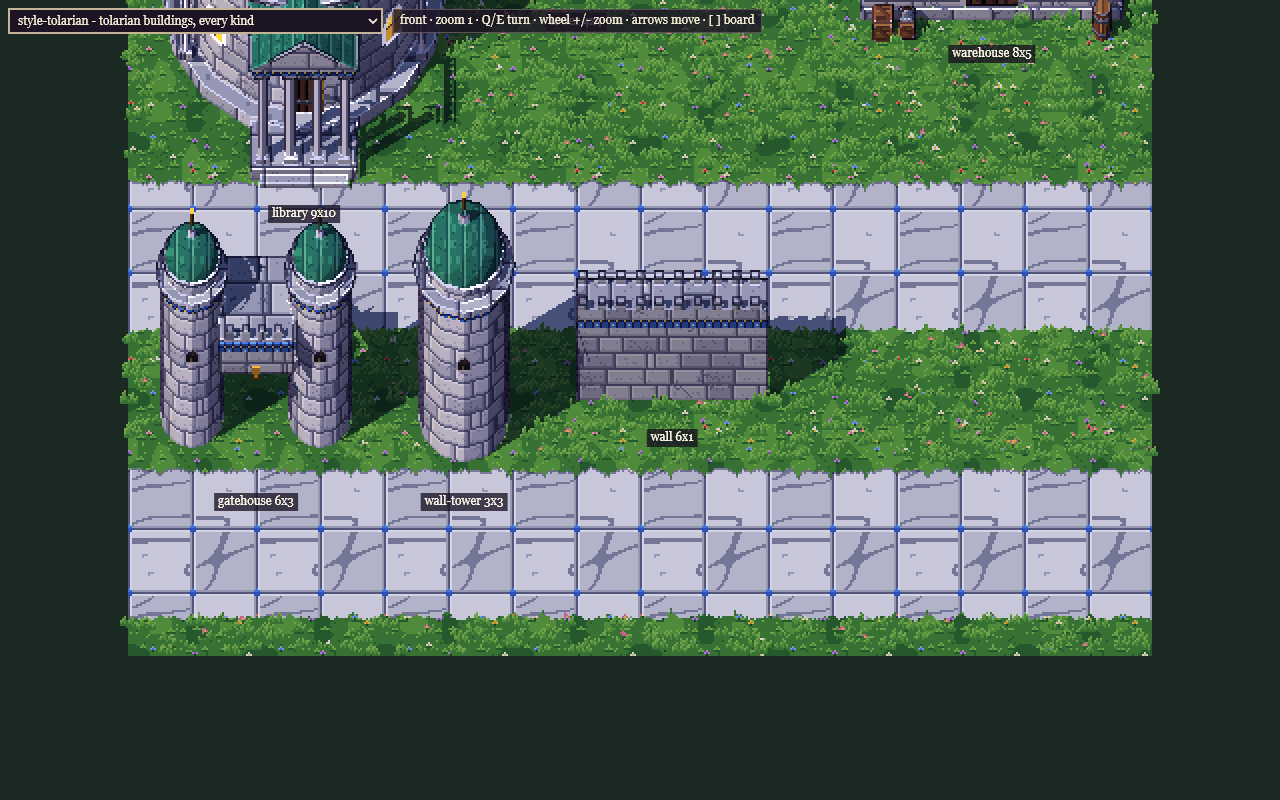 style-tolarian - tolarian buildings, every kind
front · zoom 1 · Q/E turn · wheel +/- zoom · arrows move · [ ] board
warehouse 8x5
library 9x10
wall 6x1
gatehouse 6x3
wall-tower 3x3